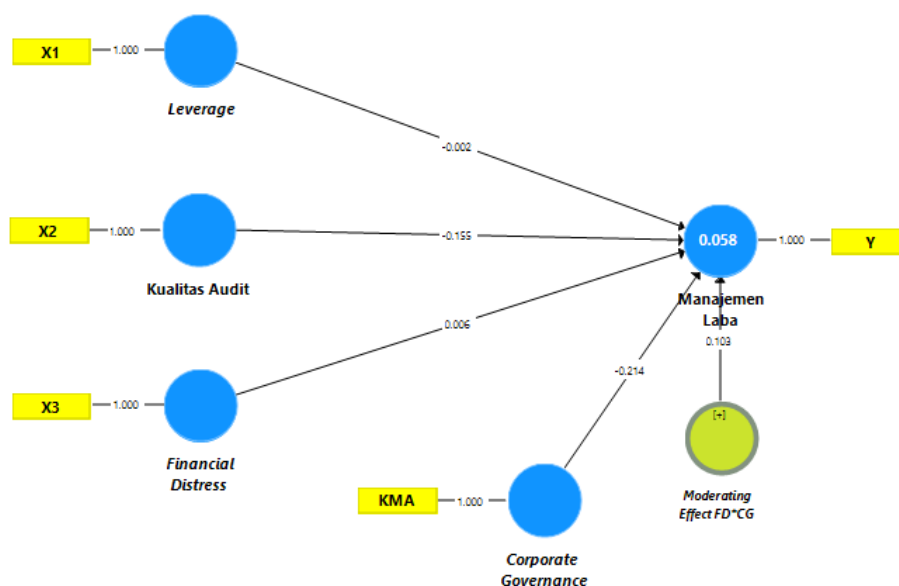 X1
1.000
Leverage
-0.002
X2
1.000
Kualitas Audit
-0.155
0.058
1.000
Y
Manajemen
Laba
0.006
0.103
X3
1.000
Financial
Distress
-0.214
[+]
KMA
1.000
Corporate
Governance
Moderating
Effect FD*CG